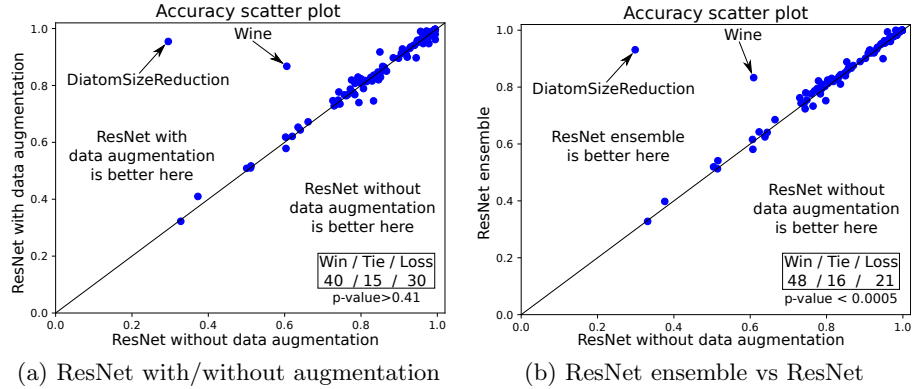 Accuracy scatter plot
ResNet with data augmentation
1.0
0.8
0.6
0.4
0.2
0.0
Wine
DiatomSizeReduction
ResNet with
data augmentation
is better here
ResNet without
data augmentation
is better here
Win / Tie / Loss
40 / 15 / 30
p-value>0.41
0.0 0.2 0.4 0.6 0.8 1.0
ResNet without data augmentation
(a) ResNet with/without augmentation
Accuracy scatter plot
ResNet ensemble
1.0
0.8
0.6
0.4
0.2
0.0
Wine
DiatomSizeReduction
ResNet ensemble
is better here
ResNet without
data augmentation
is better here
Win / Tie / Loss
48 / 16 / 21
p-value < 0.0005
0.0 0.2 0.4 0.6 0.8 1.0
ResNet without data augmentation
(b) ResNet ensemble vs ResNet